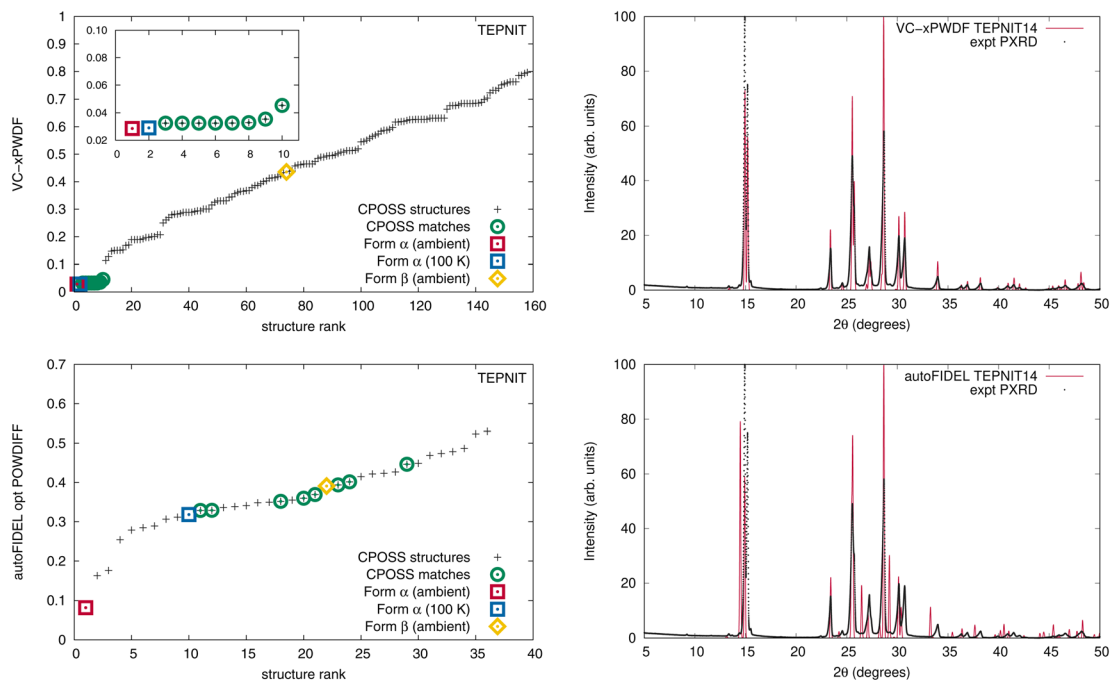 TEPNIT
VC−xPWDF
1
0.9
0.8
0.7
0.6
0.5
0.4
0.3
0.2
0.1
0
0.10
0.08
0.06
0.04
0.02
0 2 4 6 8 10
CPOSS structures
CPOSS matches
Form α (ambient)
Form α (100 K)
Form β (ambient)
0 20 40 60 80 100 120 140 160
structure rank
VC−xPWDF TEPNIT14
expt PXRD
Intensity (arb. units)
100
80
60
40
20
0
5 10 15 20 25 30 35 40 45 50
2θ (degrees)
TEPNIT
autoFIDEL opt POWDIFF
0.7
0.6
0.5
0.4
0.3
0.2
0.1
0
CPOSS structures
CPOSS matches
Form α (ambient)
Form α (100 K)
Form β (ambient)
0 5 10 15 20 25 30 35 40
structure rank
autoFIDEL TEPNIT14
expt PXRD
Intensity (arb. units)
100
80
60
40
20
0
5 10 15 20 25 30 35 40 45 50
2θ (degrees)